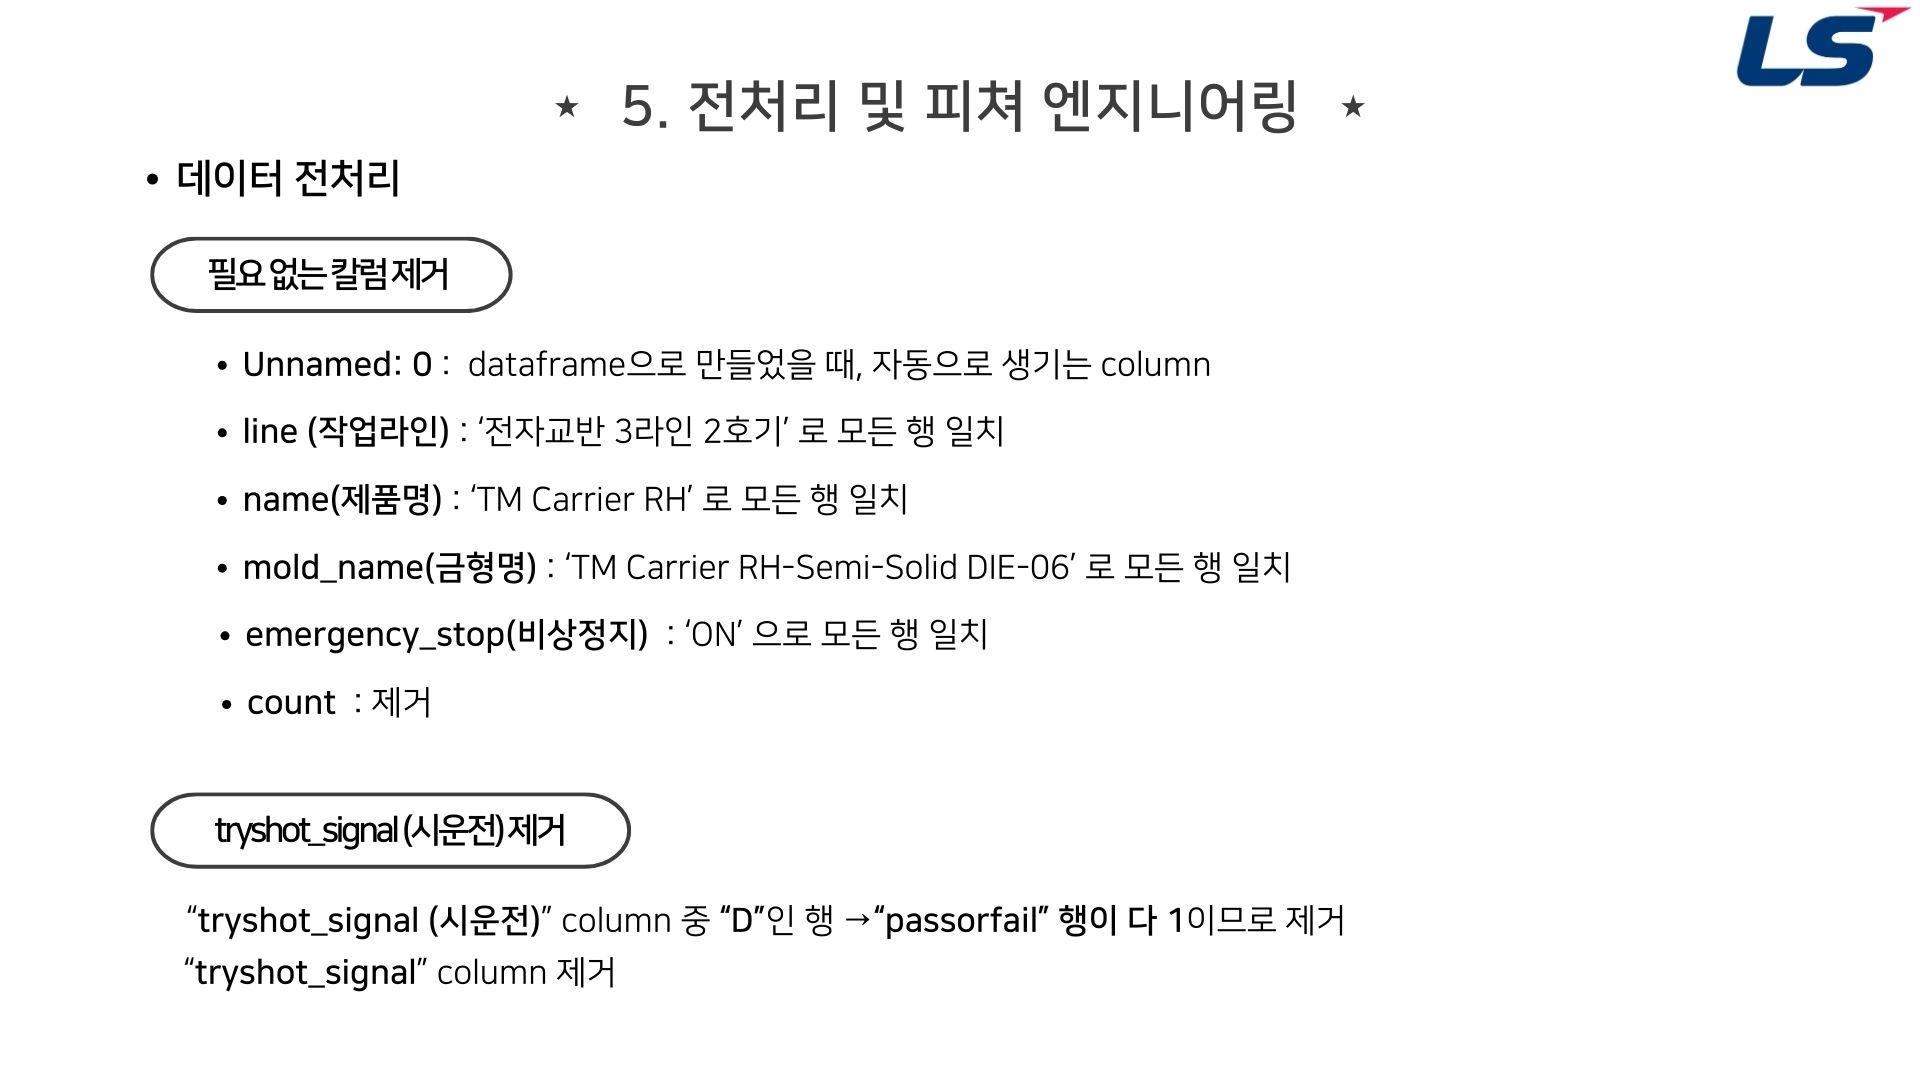 LS
★ 5. 전처리 및 피쳐 엔지니어링 ★
• 데이터 전처리
필요 없는 칼럼 제거
• Unnamed: 0 : dataframe으로 만들었을 때, 자동으로 생기는 column
• line (작업라인) : ‘전자교반 3라인 2호기’ 로 모든 행 일치
• name(제품명) : ‘TM Carrier RH’ 로 모든 행 일치
• mold_name(금형명) : ‘TM Carrier RH-Semi-Solid DIE-06’ 로 모든 행 일치
• emergency_stop(비상정지) : ‘ON’ 으로 모든 행 일치
• count : 제거
tryshot_signal (시운전) 제거
“tryshot_signal (시운전)” column 중 “D”인 행 →“passorfail” 행이 다 1이므로 제거
“tryshot_signal” column 제거